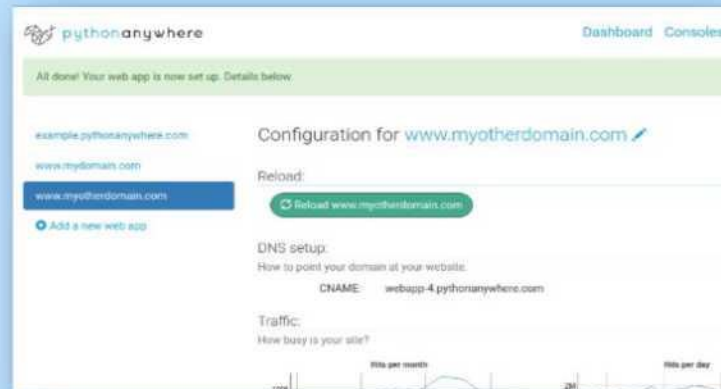 pythonanywhere
Dashboard Consoles
All done! Your web app is now set up. Details below.
example.pythonanywhere.com
www.mydomain.com
www.myotherdomain.com
Add a new web app
Configuration for www.myotherdomain.com
Reload:
Reload www.myotherdomain.com
DNS setup:
How to point your domain at your website.
CNAME webapp-4.pythonanywhere.com
Traffic:
How busy is your site?
Hits per month
Hits per day
2M